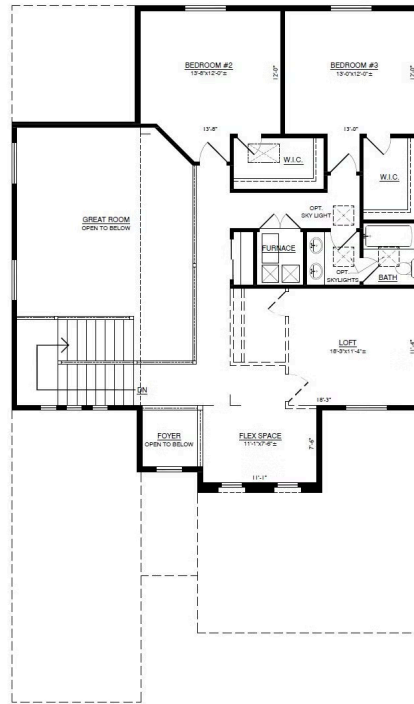 BEDROOM #2
13'-8"x12'-0"±
12'-0"
13'-8"
BEDROOM #3
13'-0"x12'-0"±
12'-0"
13'-0"
W.I.C.
W.I.C.
GREAT ROOM
OPEN TO BELOW
OPT.
SKY LIGHT
FURNACE
OPT.
SKYLIGHTS
BATH
LOFT
18'-3"x11'-4"±
18'-3"
DN
FOYER
OPEN TO BELOW
FLEX SPACE
11'-1"x7'-6"±
7'-6"
11'-1"